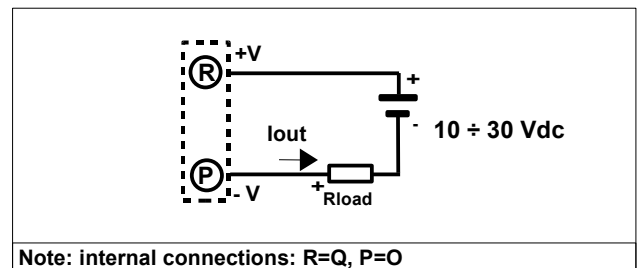 +V
R
+
-
10 ÷ 30 Vdc
Iout
P
- V
+
Rload
Note: internal connections: R=Q, P=O